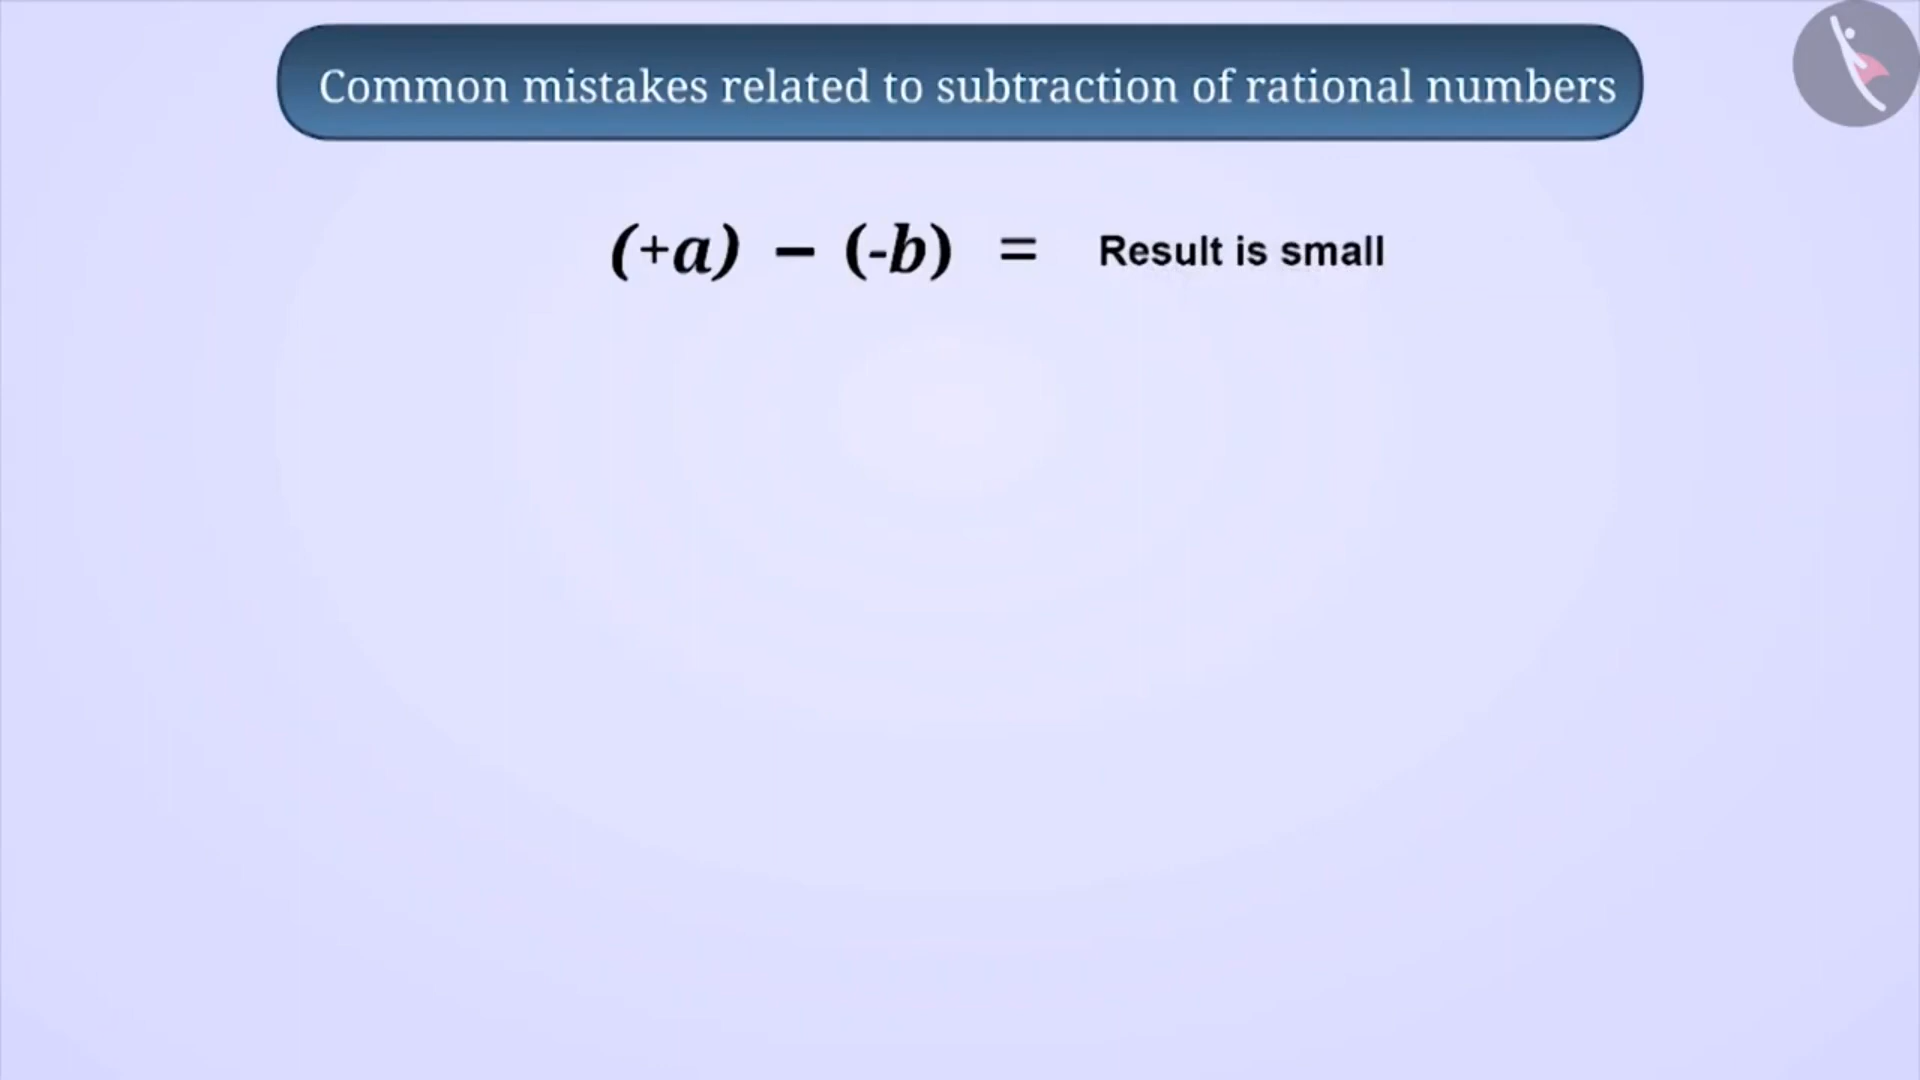 Common mistakes related to subtraction of rational numbers
(+a) – (-b) = Result is small